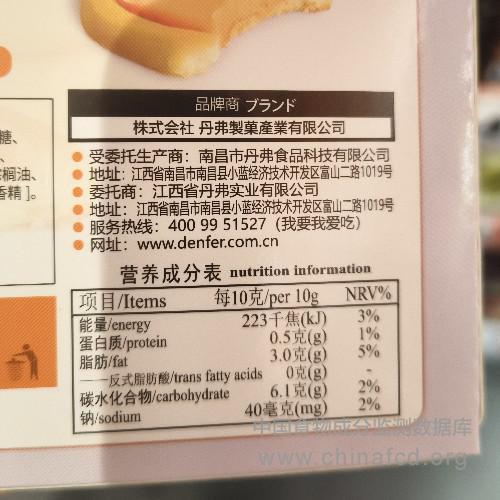 糖、
棕榈油、
香精]。
品牌商 ブランド
株式会社 丹弗製菓產業有限公司
受委托生产商：南昌市丹弗食品科技有限公司
地址：江西省南昌市南昌县小蓝经济技术开发区富山二路1019号
委托商：江西省丹弗实业有限公司
地址：江西省南昌市南昌县小蓝经济技术开发区富山二路1019号
服务热线：400 99 51527（我要我爱吃）
网址：www.denfer.com.cn
营养成分表 nutrition information
项目/Items 每10克/per 10g NRV%
能量/energy 223千焦(kJ) 3%
蛋白质/protein 0.5克(g) 1%
脂肪/fat 3.0克(g) 5%
——反式脂肪酸/trans fatty acids 0克(g) -
碳水化合物/carbohydrate 6.1克(g) 2%
钠/sodium 40毫克(mg) 2%
中国食物成分监测数据库
www.chinafcd.org